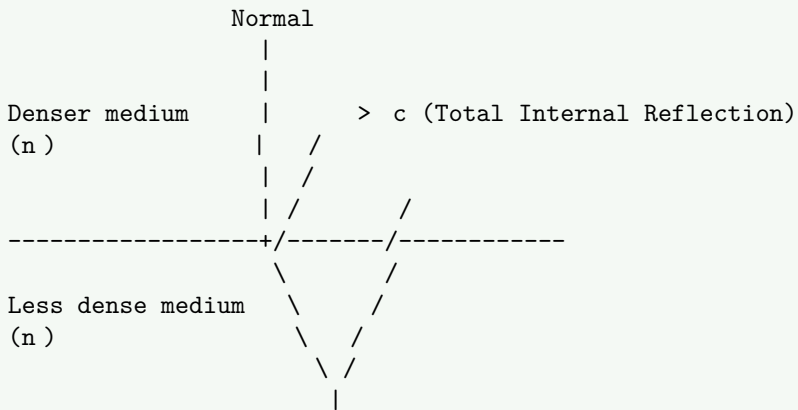 Normal
Denser medium > c (Total Internal Reflection)
(n )
Less dense medium
(n )